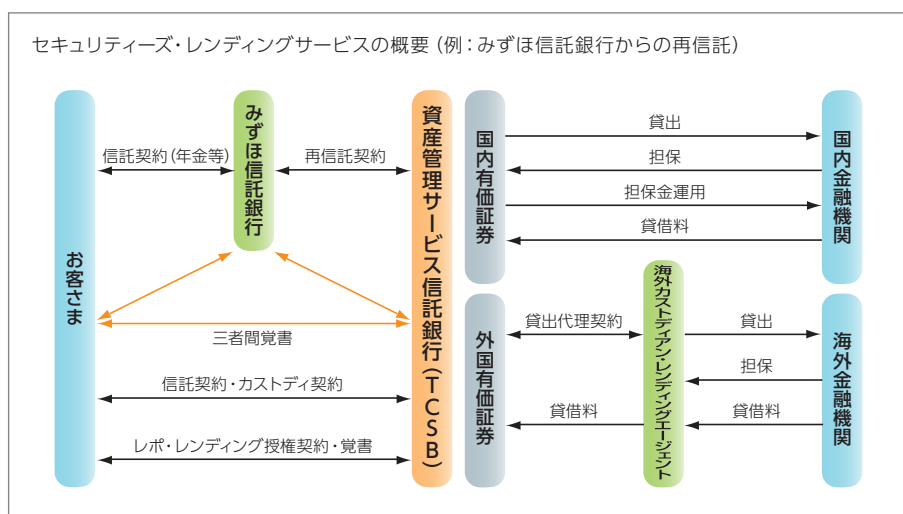 セキュリティーズ・レンディングサービスの概要（例：みずほ信託銀行からの再信託）
お客さま
信託契約（年金等）
みずほ信託銀行
再信託契約
三者間覚書
信託契約・カストディ契約
レポ・レンディング授権契約・覚書
資産管理サービス信託銀行（TCSB）
国内有価証券
貸出
担保
担保金運用
貸借料
国内金融機関
外国有価証券
貸出代理契約
貸借料
海外カストディアン・レンディングエージェント
貸出
担保
貸借料
海外金融機関